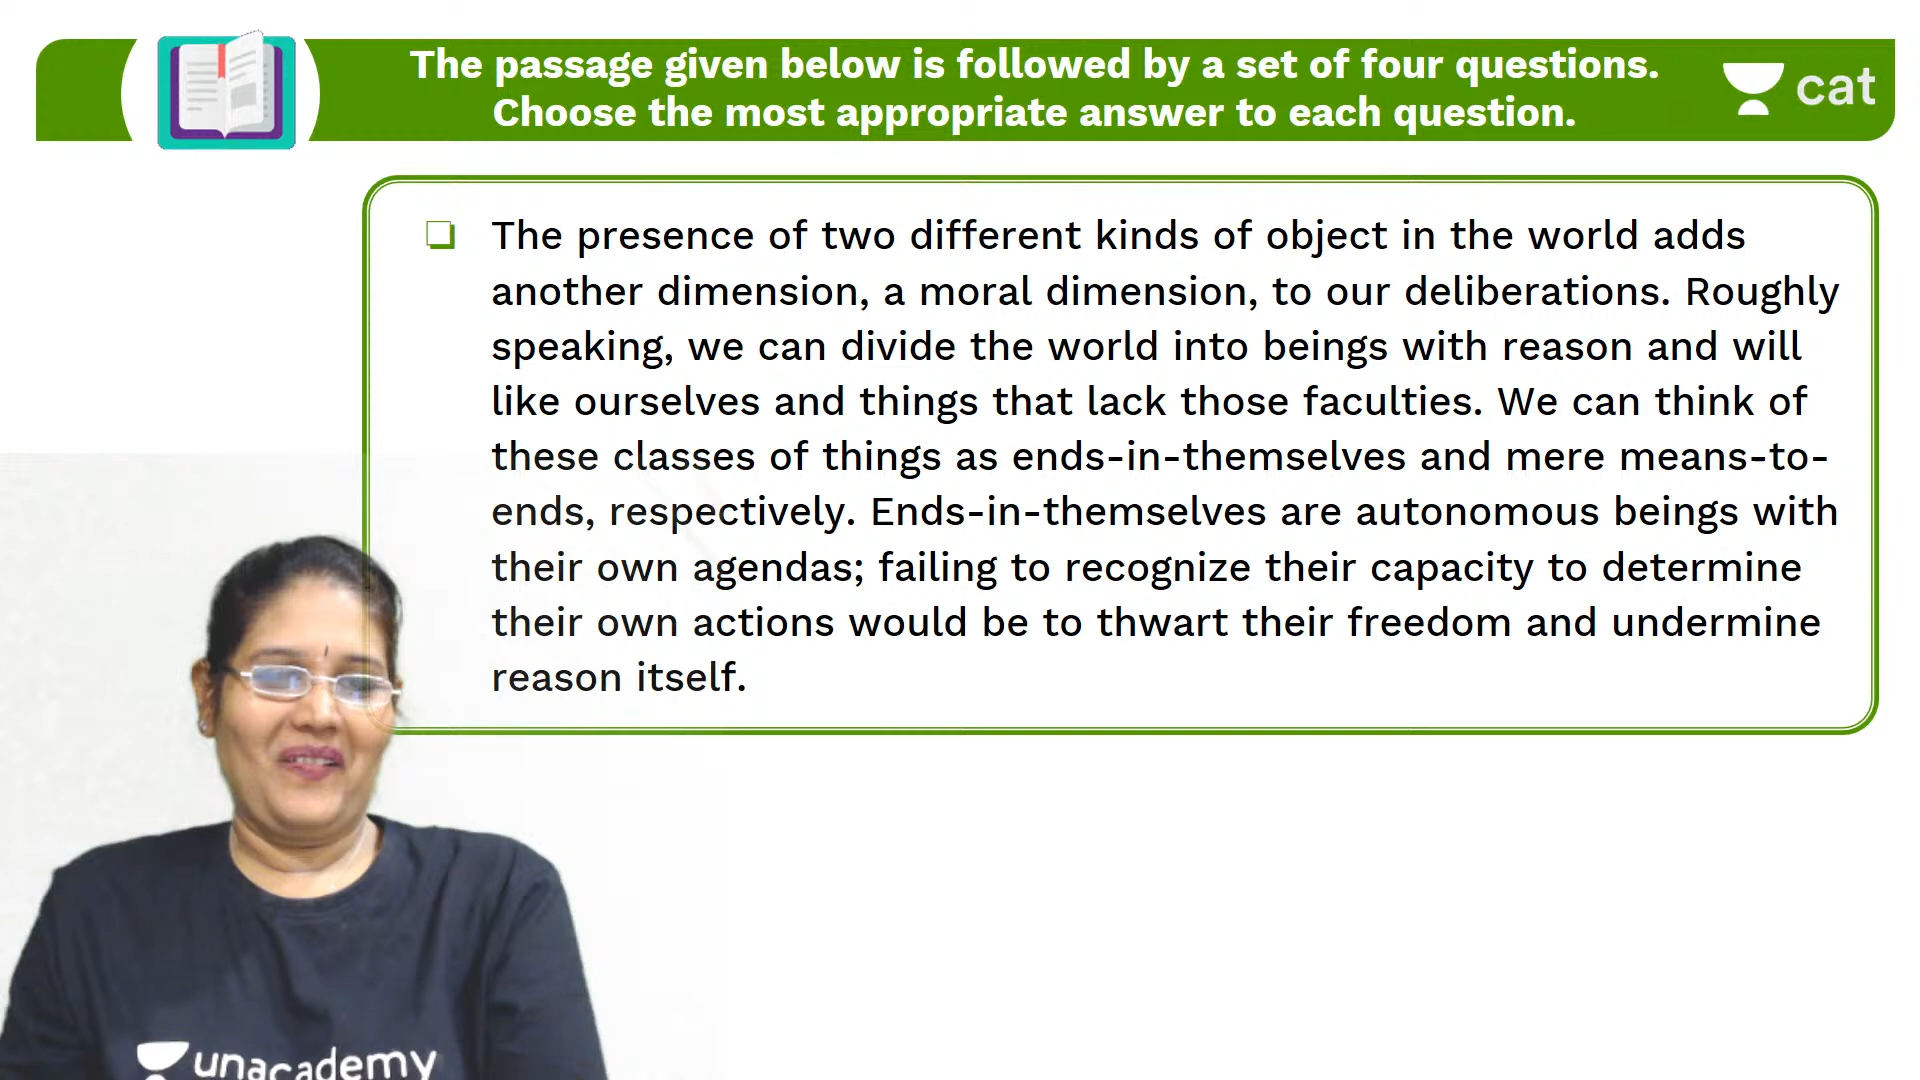 The passage given below is followed by a set of four questions.
Choose the most appropriate answer to each question.
cat
The presence of two different kinds of object in the world adds
another dimension, a moral dimension, to our deliberations. Roughly
speaking, we can divide the world into beings with reason and will
like ourselves and things that lack those faculties. We can think of
these classes of things as ends-in-themselves and mere means-to-
ends, respectively. Ends-in-themselves are autonomous beings with
their own agendas; failing to recognize their capacity to determine
their own actions would be to thwart their freedom and undermine
reason itself.
unacademy